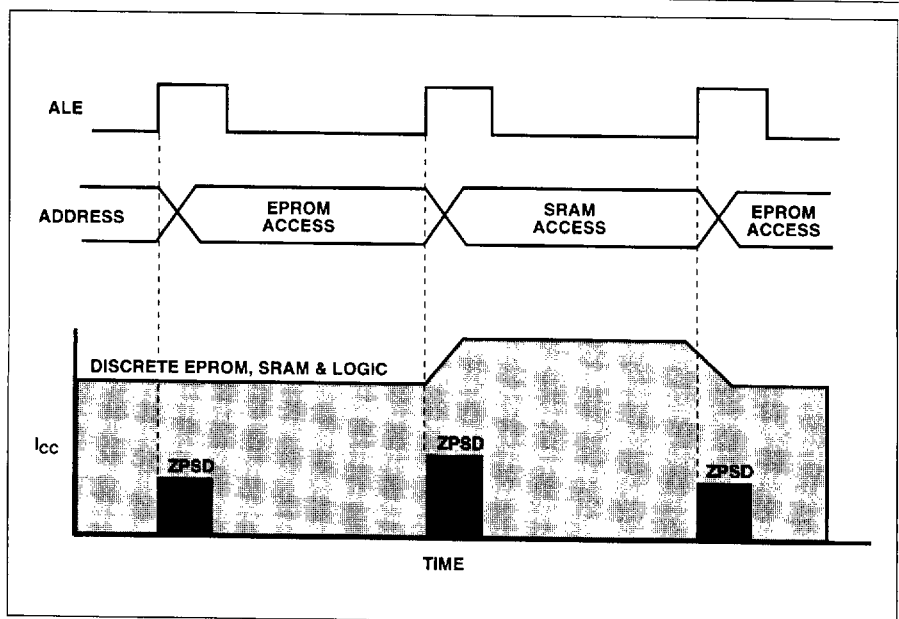 ALE
ADDRESS
EPROM
ACCESS
SRAM
ACCESS
EPROM
ACCESS
DISCRETE EPROM, SRAM & LOGIC
ICC
ZPSD
ZPSD
ZPSD
TIME